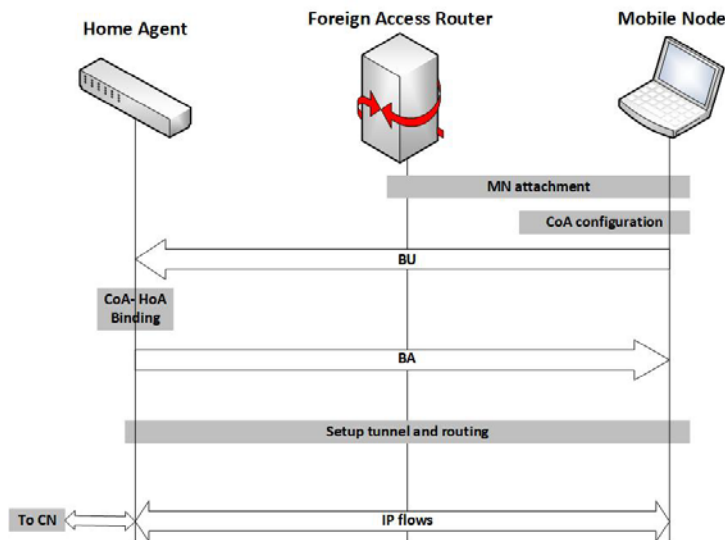 Home Agent
Foreign Access Router
Mobile Node
MN attachment
CoA configuration
BU
CoA- HoA
Binding
BA
Setup tunnel and routing
To CN
IP flows